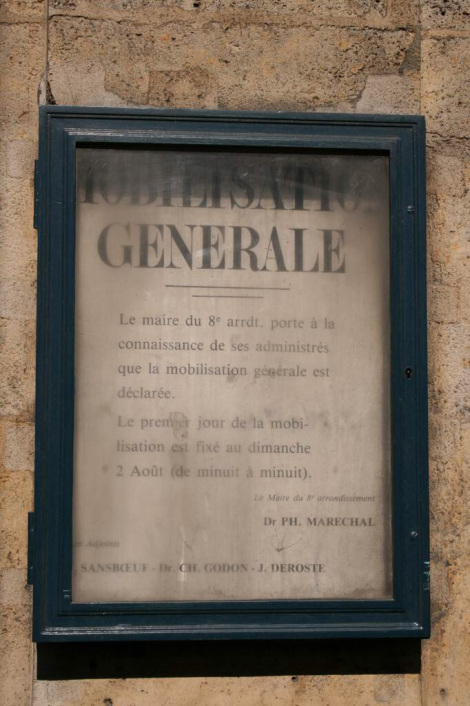 MOBILISATION
GENERALE
Le maire du 8e arrdt. porte à la
connaissance de ses administrés
que la mobilisation générale est
déclarée.
Le premier jour de la mobi-
lisation est fixé au dimanche
2 Août (de minuit à minuit).
Le Maire du 8e arrondissement
Dr PH. MARECHAL
Adjoints
SANSBŒUF - Dr. CH. GODON - J. DEROSTE